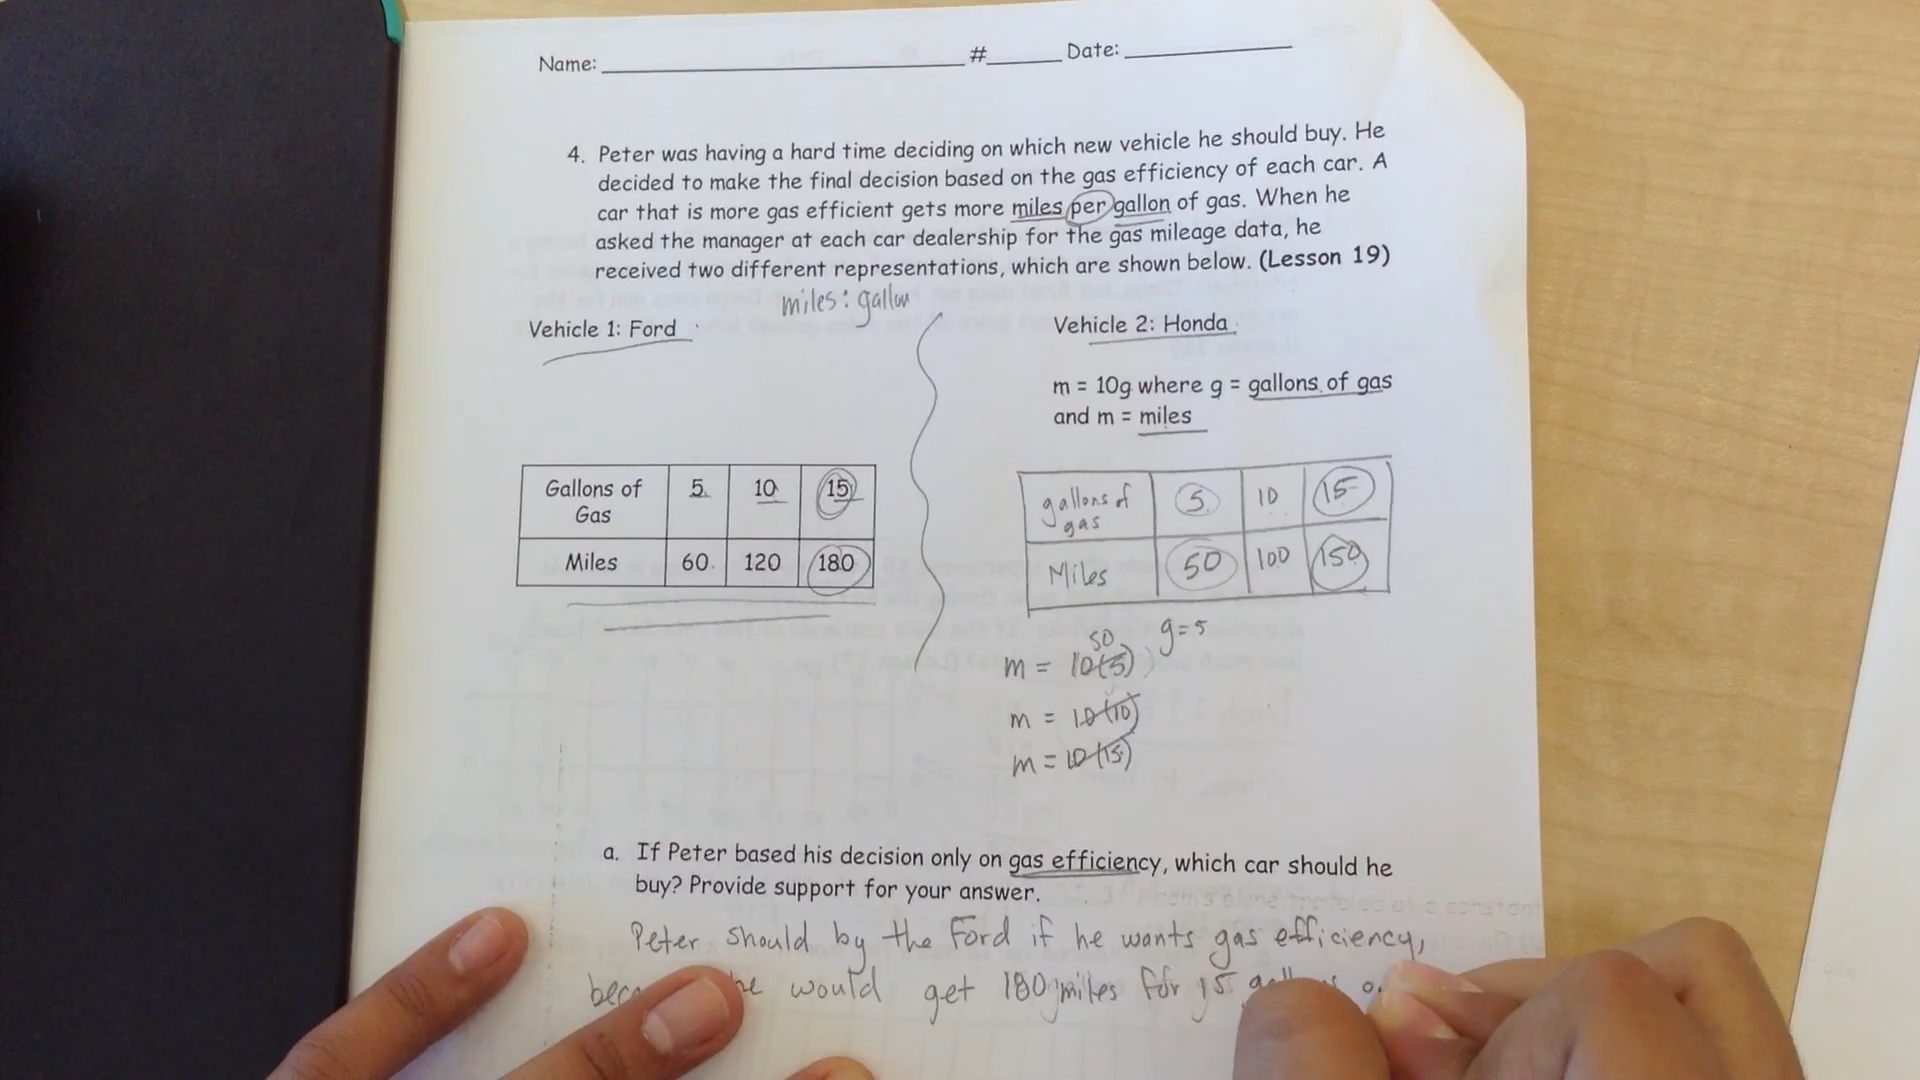 Name: # Date:
4. Peter was having a hard time deciding on which new vehicle he should buy. He
decided to make the final decision based on the gas efficiency of each car. A
car that is more gas efficient gets more miles per gallon of gas. When he
asked the manager at each car dealership for the gas mileage data, he
received two different representations, which are shown below. (Lesson 19)
miles: gallon
Vehicle 1: Ford
Gallons of Gas 5 10 15
Miles 60 120 180
Vehicle 2: Honda
m = 10g where g = gallons of gas
and m = miles
gallons of gas 5 10 15
Miles 50 100 150
50
g=5
m = 10(5)
m = 10(10)
m = 10(15)
a. If Peter based his decision only on gas efficiency, which car should he
buy? Provide support for your answer.
Peter should by the Ford if he wants gas efficiency,
would get 180 miles for 15